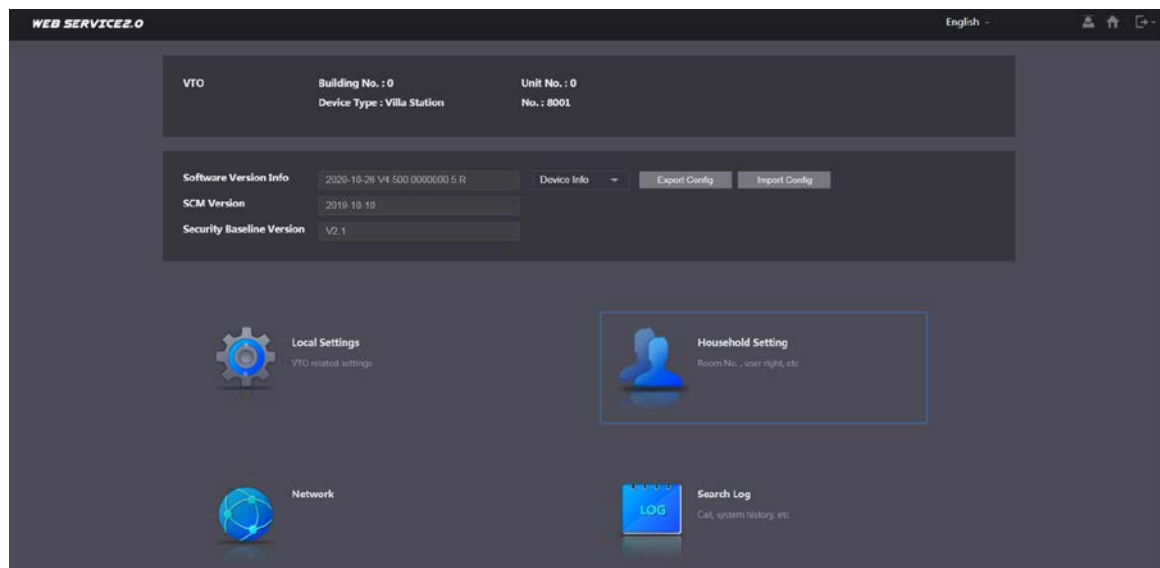 WEB SERVICE2.0 English
VTO Building No. : 0 Unit No. : 0
Device Type : Villa Station No. : 8001
Software Version Info 2020-10-26 V4.500.0000000.5.R Device Info Export Config Import Config
SCM Version 2019-10-10
Security Baseline Version V2.1
Local Settings
VTO related settings
Household Setting
Room No. , user right, etc
Network
LOG
Search Log
Call, system history, etc